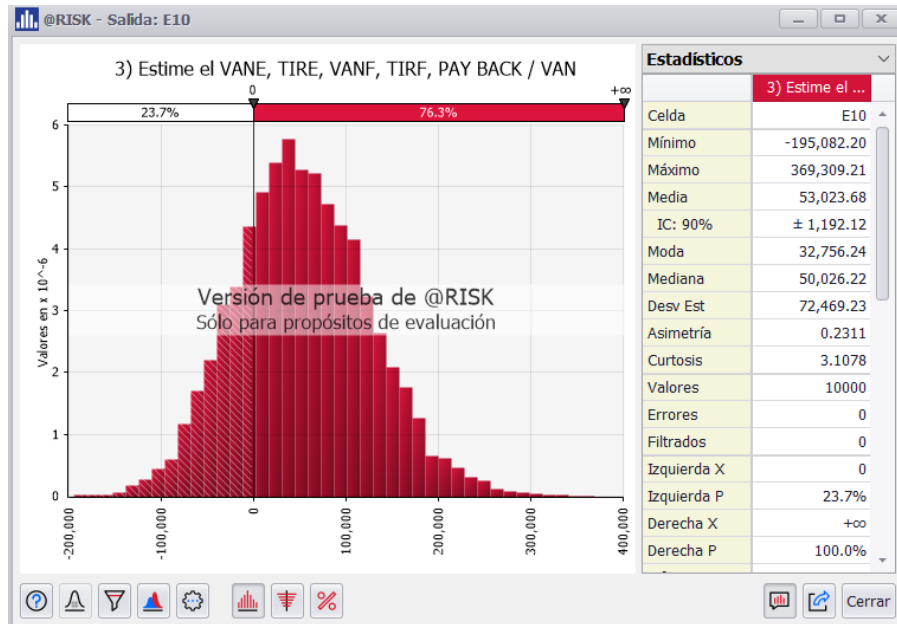 @RISK - Salida: E10
3) Estime el VANE, TIRE, VANF, TIRF, PAY BACK / VAN
0 +∞
23.7% 76.3%
6
5
4
3
2
1
0
Valores en x 10^-6
Versión de prueba de @RISK
Sólo para propósitos de evaluación
-200,000
-100,000
0
100,000
200,000
300,000
400,000
Estadísticos
3) Estime el ...
Celda E10
Mínimo -195,082.20
Máximo 369,309.21
Media 53,023.68
IC: 90% ± 1,192.12
Moda 32,756.24
Mediana 50,026.22
Desv Est 72,469.23
Asimetría 0.2311
Curtosis 3.1078
Valores 10000
Errores 0
Filtrados 0
Izquierda X 0
Izquierda P 23.7%
Derecha X +∞
Derecha P 100.0%
Cerrar